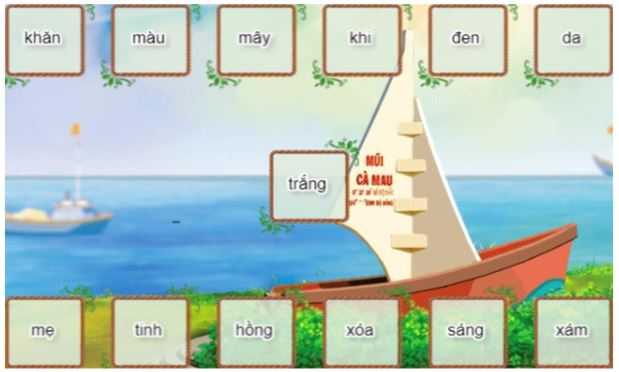 khăn màu mây khi đen da
trắng
MŨI
CÀ MAU
mẹ tinh hồng xóa sáng xám